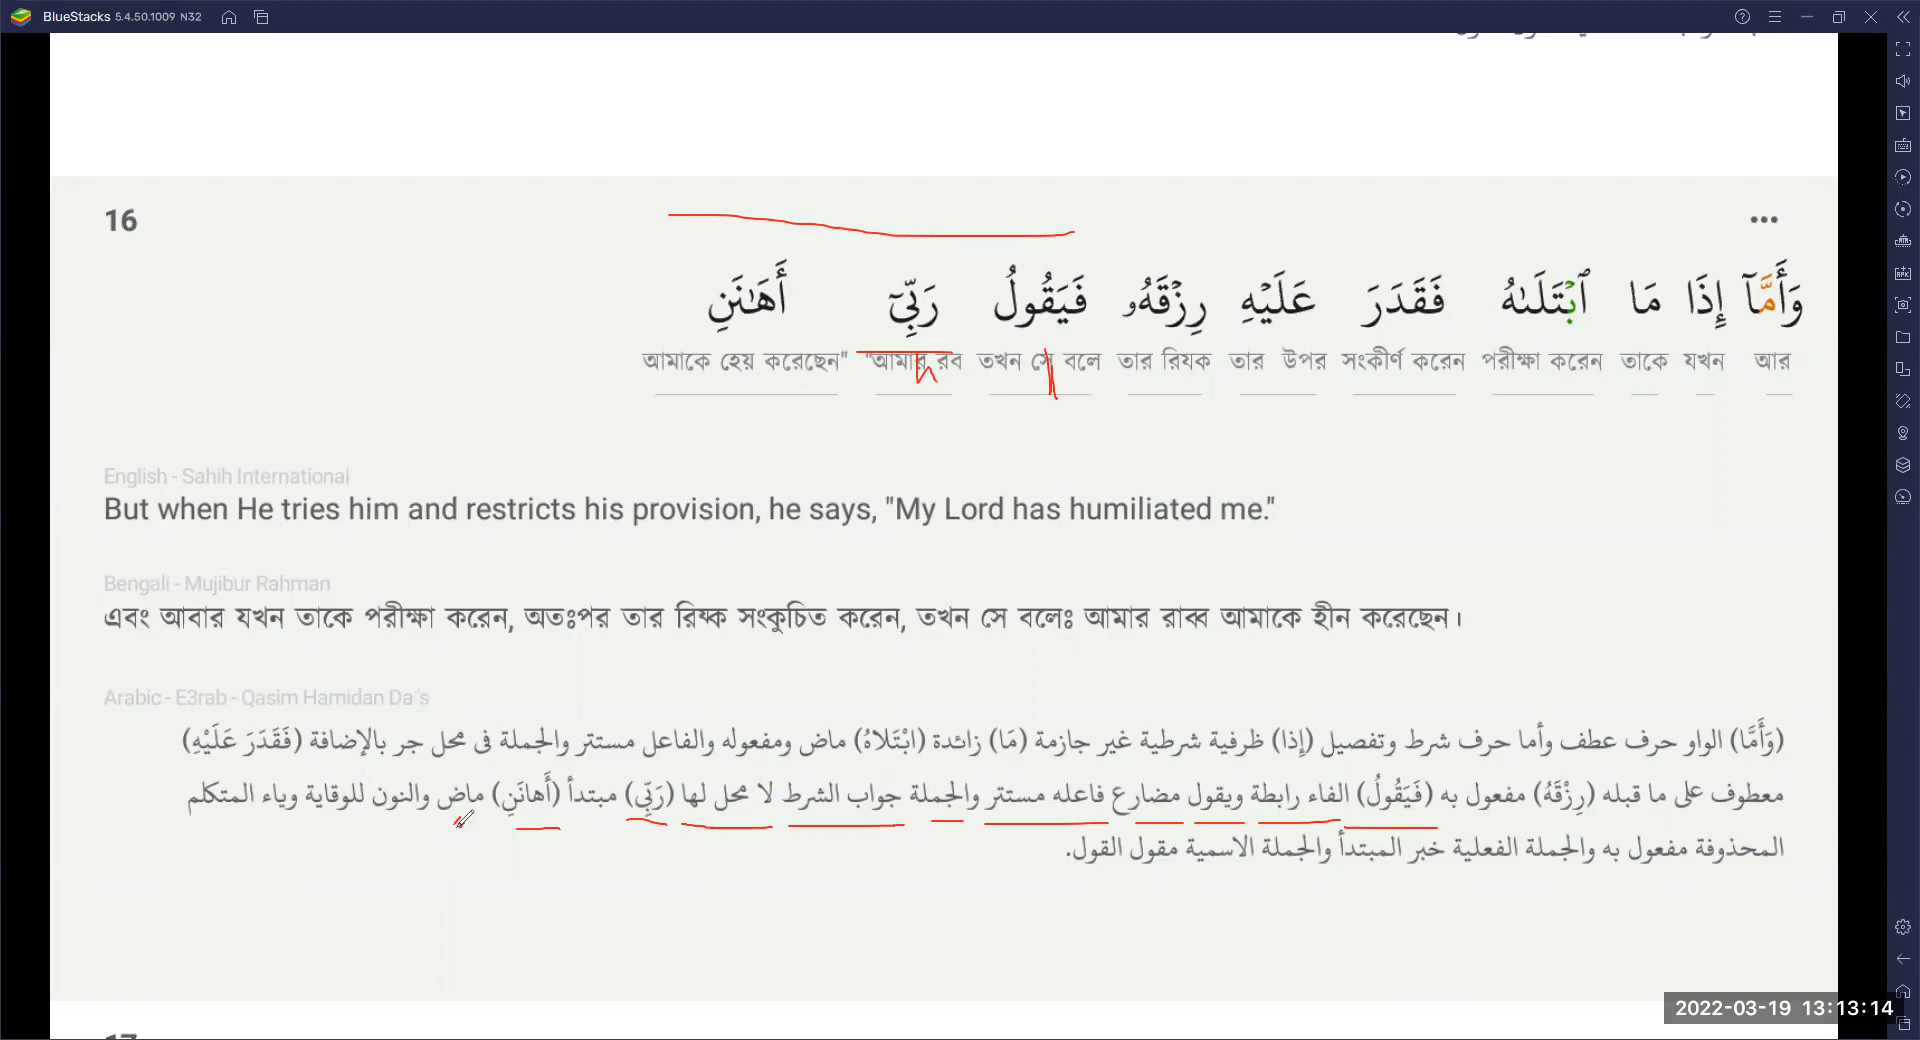 BlueStacks 5.4.50.1009 N32
16
وَأَمَّآ إِذَا مَا ٱبْتَلَىٰهُ فَقَدَرَ عَلَيْهِ رِزْقَهُۥ فَيَقُولُ رَبِّىٓ أَهَـٰنَنِ
আর যখন তাকে পরীক্ষা করেন সংকীর্ণ করেন তার উপর তার রিযক তখন সে বলে "আমার রব আমাকে হেয় করেছেন"
English - Sahih International
But when He tries him and restricts his provision, he says, "My Lord has humiliated me."
Bengali - Mujibur Rahman
এবং আবার যখন তাকে পরীক্ষা করেন, অতঃপর তার রিয্ক সংকুচিত করেন, তখন সে বলেঃ আমার রাব্ব আমাকে হীন করেছেন।
Arabic - E3rab - Qasim Hamidan Da's
(وَأَمَّا) الواو حرف عطف وأما حرف شرط وتفصيل (إِذا) ظرفية شرطية غير جازمة (مَا) زائدة (ابْتَلاهُ) ماض ومفعوله والفاعل مستتر والجملة في محل جر بالإضافة (فَقَدَرَ عَلَيْهِ)
معطوف على ما قبله (رِزْقَهُ) مفعول به (فَيَقُولُ) الفاء رابطة ويقول مضارع فاعله مستتر والجملة جواب الشرط لا محل لها (رَبِّي) مبتدأ (أَهانَنِ) ماض والنون للوقاية وياء المتكلم
المحذوفة مفعول به والجملة الفعلية خبر المبتدأ والجملة الاسمية مقول القول.
2022-03-19 13:13:14